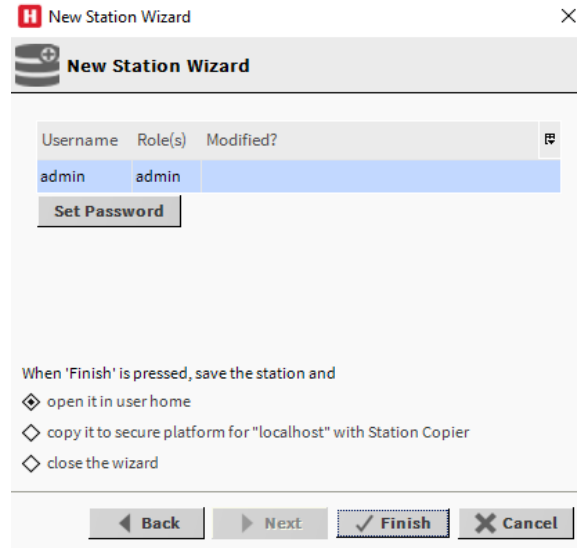 H New Station Wizard
New Station Wizard
Username Role(s) Modified?
admin admin
Set Password
When 'Finish' is pressed, save the station and
open it in user home
copy it to secure platform for "localhost" with Station Copier
close the wizard
Back Next Finish Cancel